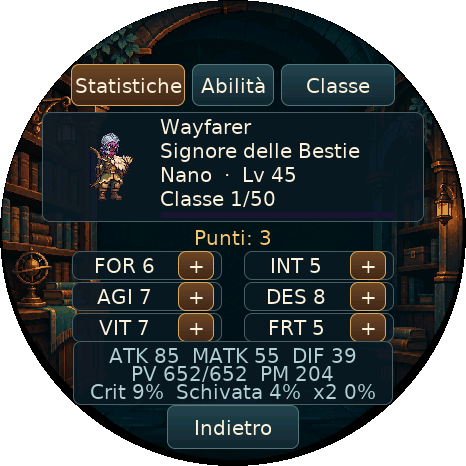 Statistiche Abilità Classe
Wayfarer
Signore delle Bestie
Nano · Lv 45
Classe 1/50
Punti: 3
FOR 6 + INT 5 +
AGI 7 + DES 8 +
VIT 7 + FRT 5 +
ATK 85 MATK 55 DIF 39
PV 652/652 PM 204
Crit 9% Schivata 4% x2 0%
Indietro